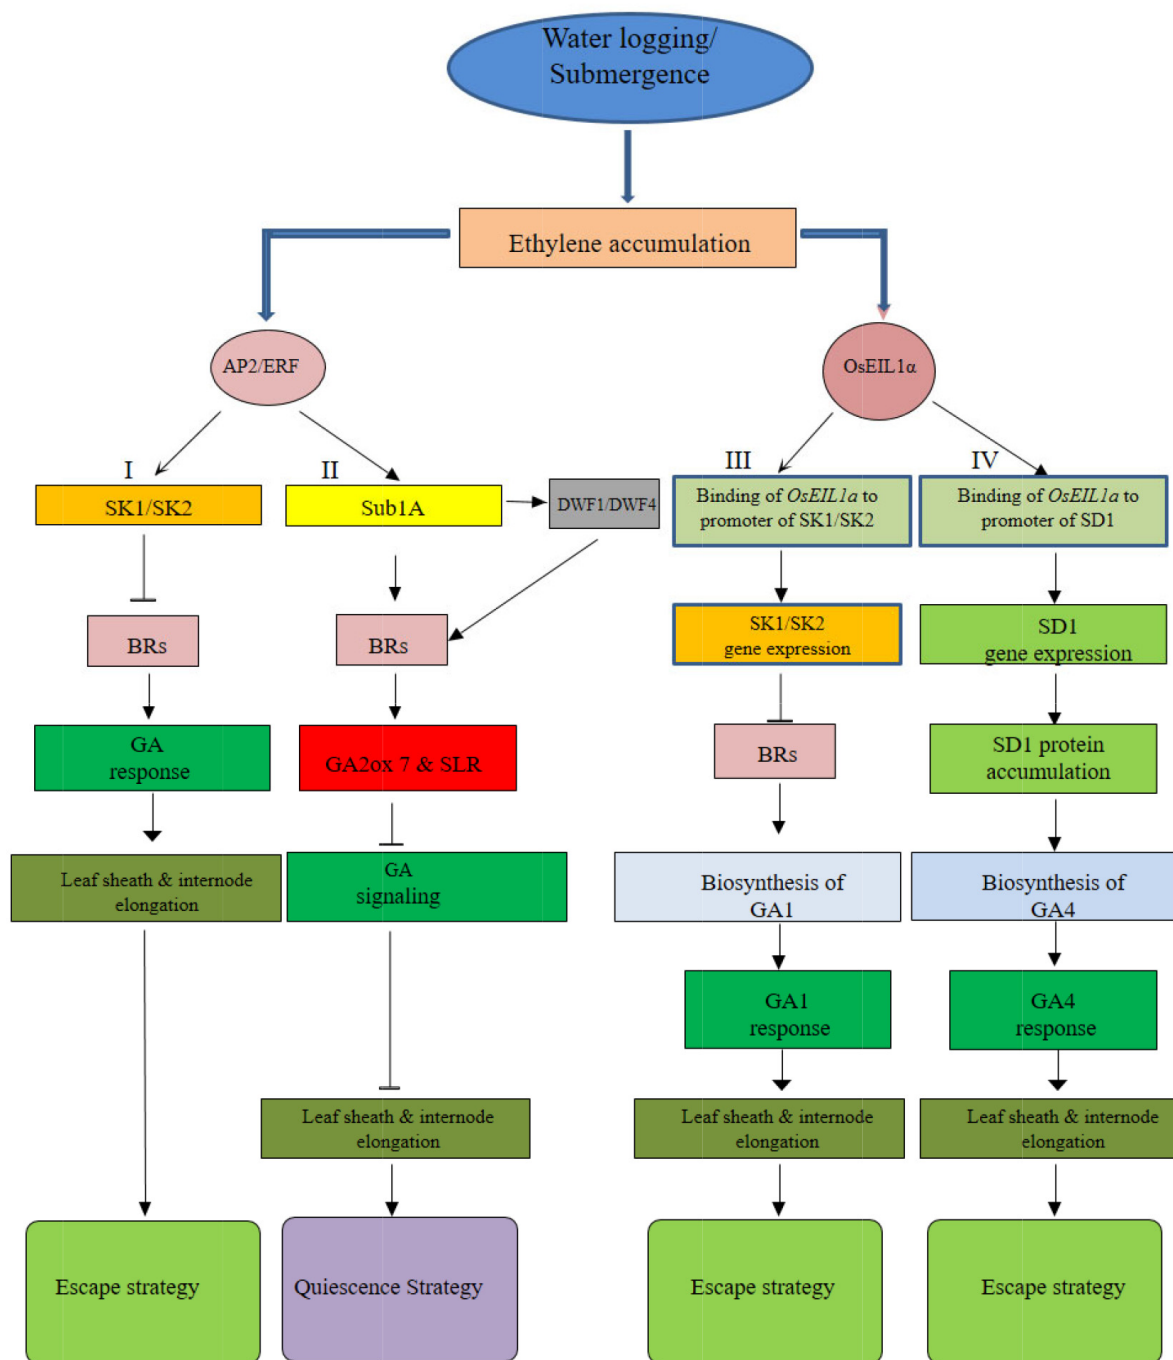 Water logging/
Submergence
Ethylene accumulation
AP2/ERF
OsEIL1α
I
II
III
IV
SK1/SK2
Sub1A
DWF1/DWF4
Binding of OsEIL1a to
promoter of SK1/SK2
Binding of OsEIL1a to
promoter of SD1
BRs
BRs
SK1/SK2
gene expression
SD1
gene expression
GA
response
GA2ox 7 & SLR
BRs
SD1 protein
accumulation
Leaf sheath & internode
elongation
GA
signaling
Biosynthesis of
GA1
Biosynthesis of
GA4
GA1
response
GA4
response
Leaf sheath & internode
elongation
Leaf sheath & internode
elongation
Leaf sheath & internode
elongation
Escape strategy
Quiescence Strategy
Escape strategy
Escape strategy